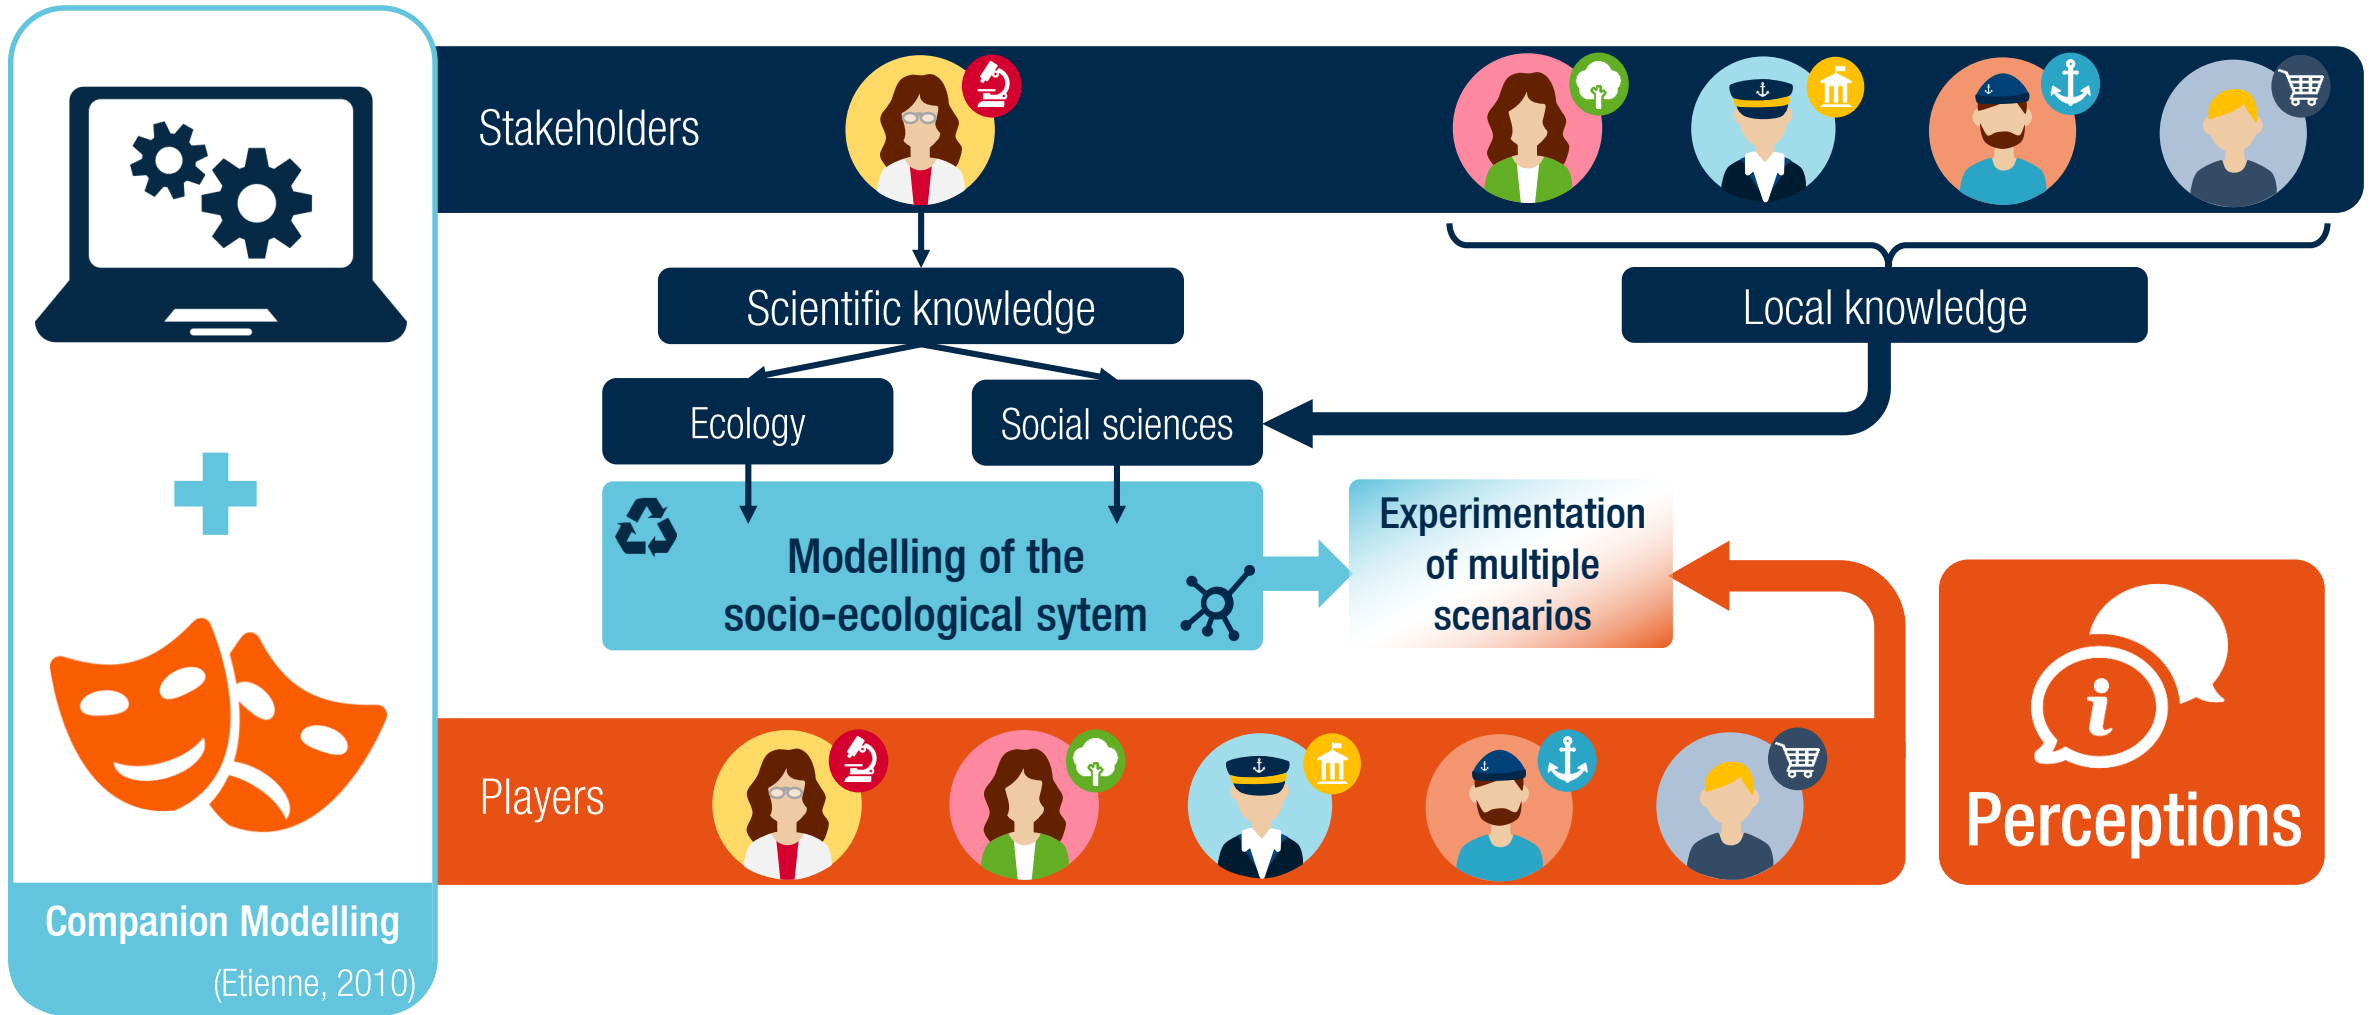 Stakeholders
Scientific knowledge
Local knowledge
Ecology
Social sciences
Modelling of the
socio-ecological sytem
Experimentation
of multiple
scenarios
Players
i
Perceptions
Companion Modelling
(Etienne, 2010)